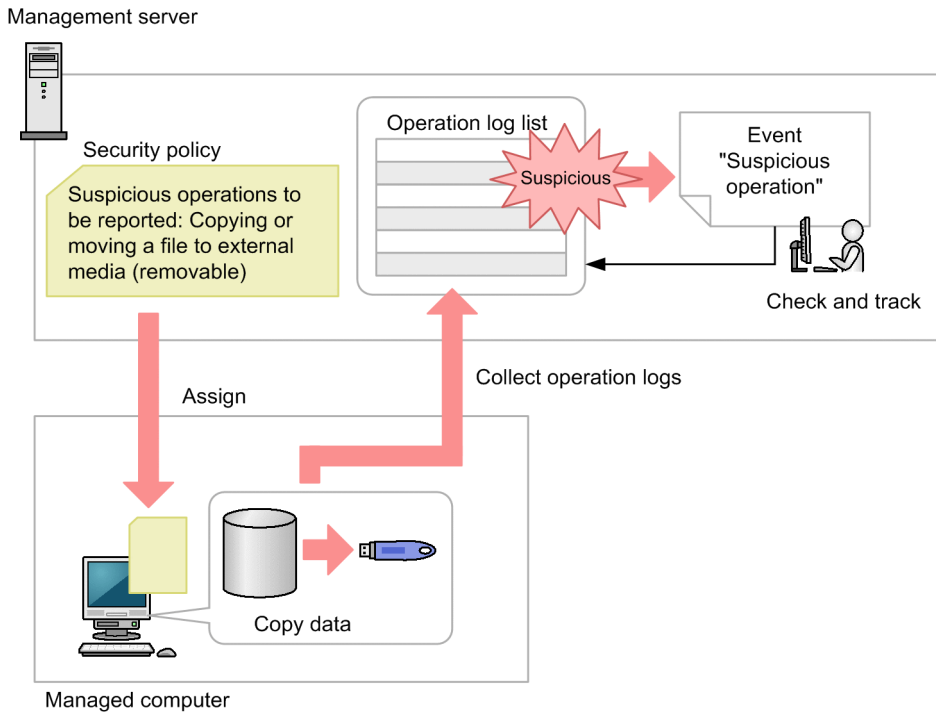 Management server
Security policy
Suspicious operations to
be reported: Copying or
moving a file to external
media (removable)
Operation log list
Suspicious
Event
"Suspicious
operation"
Check and track
Assign
Collect operation logs
Copy data
Managed computer